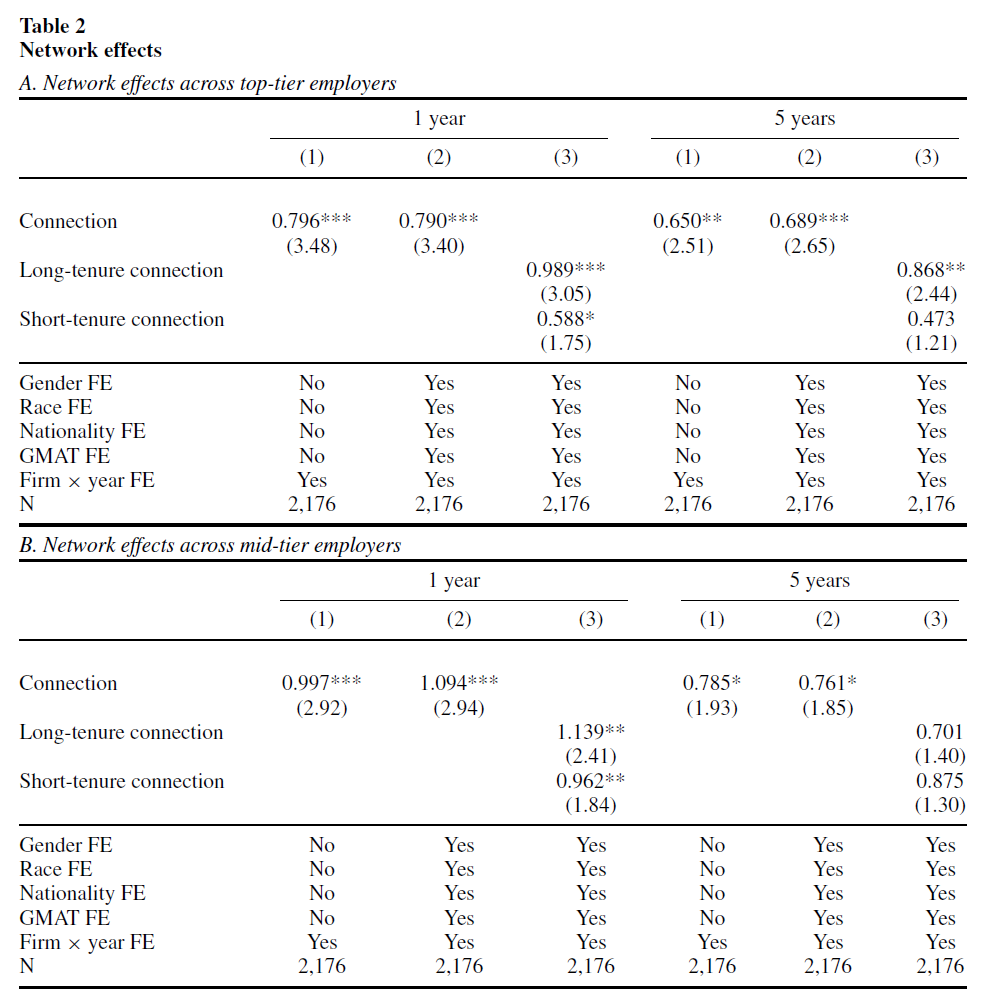 Table 2
Network effects
A. Network effects across top-tier employers
1 year 5 years
(1) (2) (3) (1) (2) (3)
Connection 0.796*** 0.790*** 0.650** 0.689***
(3.48) (3.40) (2.51) (2.65)
Long-tenure connection 0.989*** 0.868**
(3.05) (2.44)
Short-tenure connection 0.588* 0.473
(1.75) (1.21)
Gender FE No Yes Yes No Yes Yes
Race FE No Yes Yes No Yes Yes
Nationality FE No Yes Yes No Yes Yes
GMAT FE No Yes Yes No Yes Yes
Firm × year FE Yes Yes Yes Yes Yes Yes
N 2,176 2,176 2,176 2,176 2,176 2,176
B. Network effects across mid-tier employers
1 year 5 years
(1) (2) (3) (1) (2) (3)
Connection 0.997*** 1.094*** 0.785* 0.761*
(2.92) (2.94) (1.93) (1.85)
Long-tenure connection 1.139** 0.701
(2.41) (1.40)
Short-tenure connection 0.962** 0.875
(1.84) (1.30)
Gender FE No Yes Yes No Yes Yes
Race FE No Yes Yes No Yes Yes
Nationality FE No Yes Yes No Yes Yes
GMAT FE No Yes Yes No Yes Yes
Firm × year FE Yes Yes Yes Yes Yes Yes
N 2,176 2,176 2,176 2,176 2,176 2,176